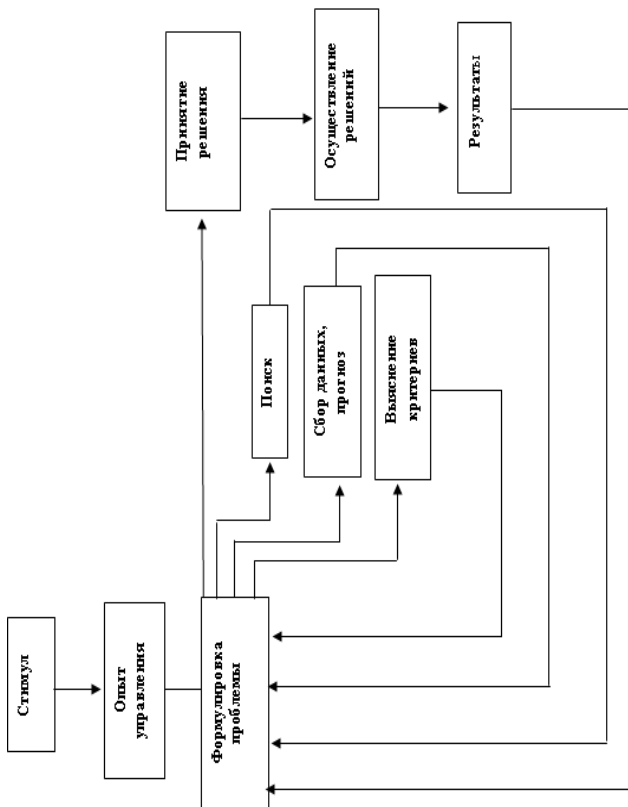 Стимул
Опыт
управления
Формулировка
проблемы
Поиск
Сбор данных,
прогноз
Выяснение
критериев
Принятие
решения
Осуществление
решений
Результаты